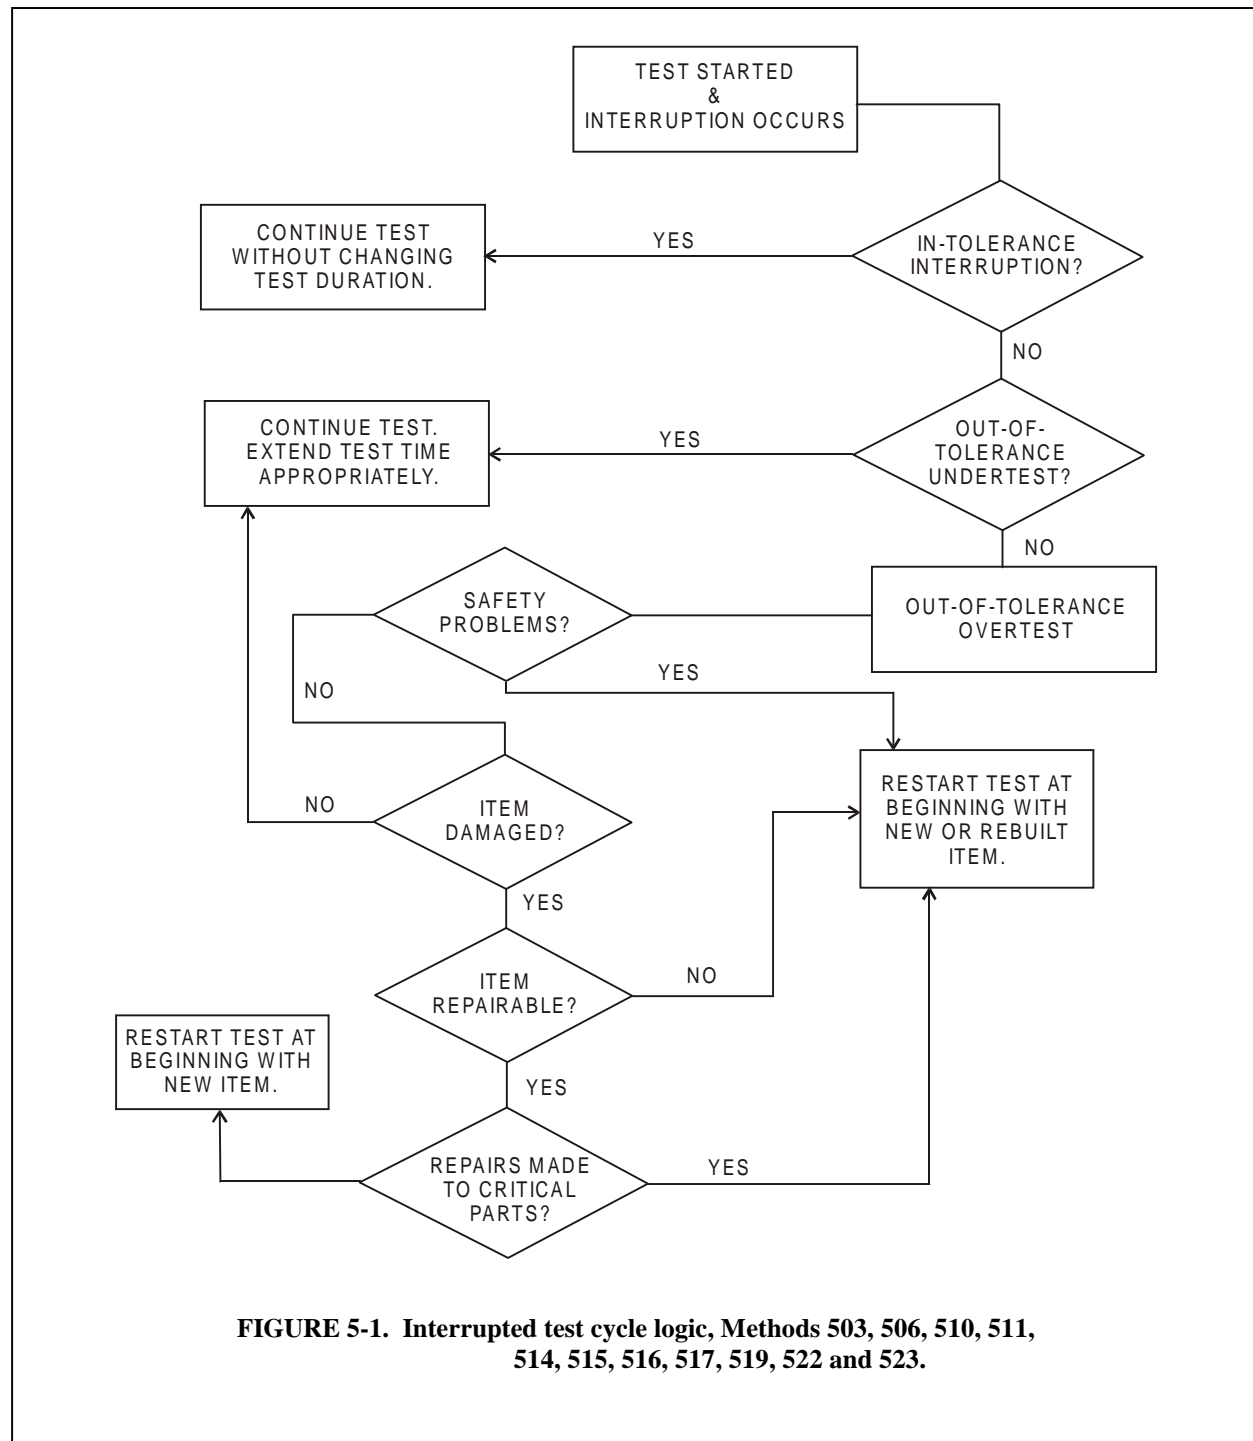 TEST STARTED
&
INTERRUPTION OCCURS
IN-TOLERANCE
INTERRUPTION?
YES
CONTINUE TEST
WITHOUT CHANGING
TEST DURATION.
NO
OUT-OF-
TOLERANCE
UNDERTEST?
YES
CONTINUE TEST.
EXTEND TEST TIME
APPROPRIATELY.
NO
OUT-OF-TOLERANCE
OVERTEST
SAFETY
PROBLEMS?
YES
NO
RESTART TEST AT
BEGINNING WITH
NEW OR REBUILT
ITEM.
ITEM
DAMAGED?
NO
YES
ITEM
REPAIRABLE?
NO
YES
REPAIRS MADE
TO CRITICAL
PARTS?
YES
RESTART TEST AT
BEGINNING WITH
NEW ITEM.
FIGURE 5-1. Interrupted test cycle logic, Methods 503, 506, 510, 511,
514, 515, 516, 517, 519, 522 and 523.